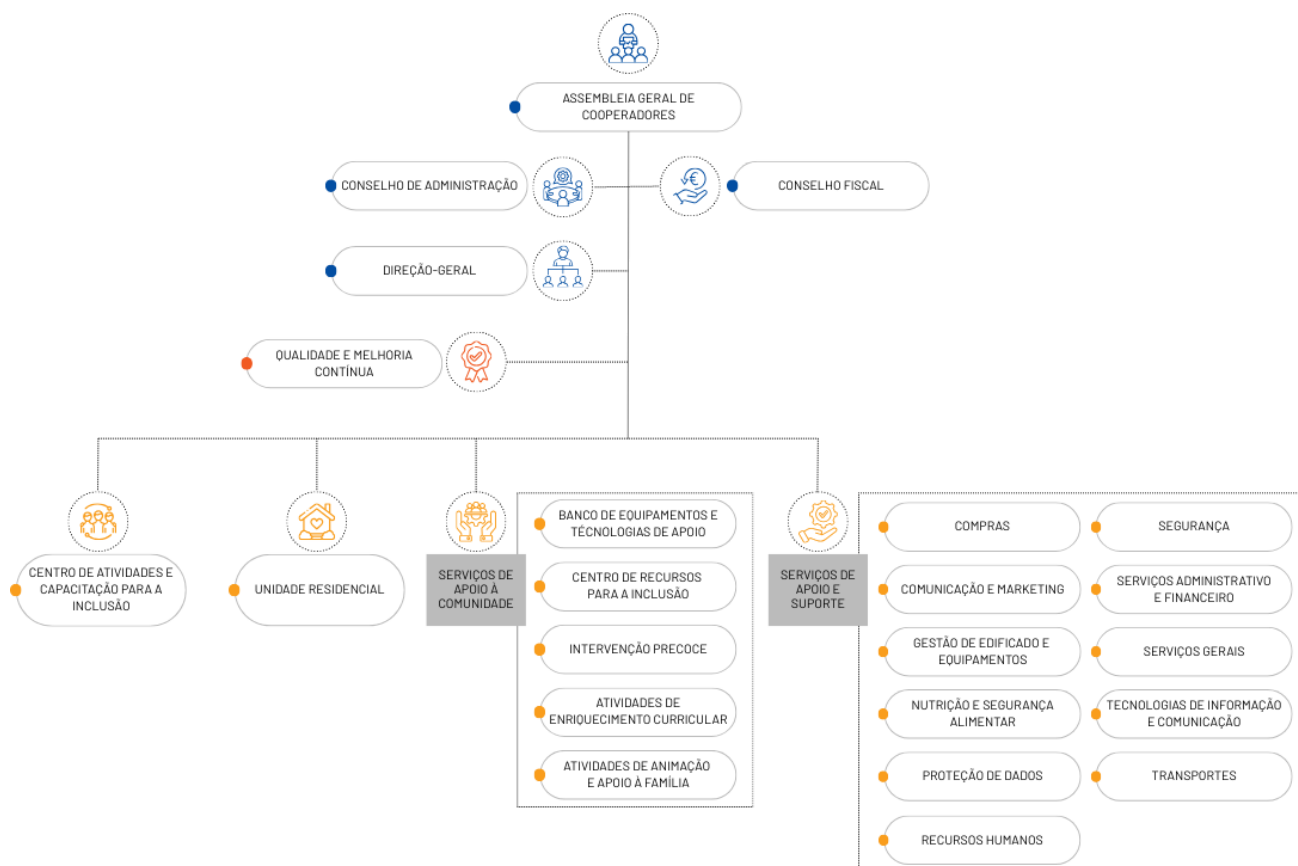 ASSEMBLEIA GERAL DE
COOPERADORES
CONSELHO DE ADMINISTRAÇÃO
CONSELHO FISCAL
DIREÇÃO-GERAL
QUALIDADE E MELHORIA
CONTÍNUA
CENTRO DE ATIVIDADES E
CAPACITAÇÃO PARA A
INCLUSÃO
UNIDADE RESIDENCIAL
SERVIÇOS DE
APOIO À
COMUNIDADE
BANCO DE EQUIPAMENTOS E
TÉCNOLOGIAS DE APOIO
CENTRO DE RECURSOS
PARA A INCLUSÃO
INTERVENÇÃO PRECOCE
ATIVIDADES DE
ENRIQUECIMENTO CURRICULAR
ATIVIDADES DE ANIMAÇÃO
E APOIO À FAMÍLIA
SERVIÇOS DE
APOIO E
SUPORTE
COMPRAS
COMUNICAÇÃO E MARKETING
GESTÃO DE EDIFICADO E
EQUIPAMENTOS
NUTRIÇÃO E SEGURANÇA
ALIMENTAR
PROTEÇÃO DE DADOS
RECURSOS HUMANOS
SEGURANÇA
SERVIÇOS ADMINISTRATIVO
E FINANCEIRO
SERVIÇOS GERAIS
TECNOLOGIAS DE INFORMAÇÃO
E COMUNICAÇÃO
TRANSPORTES